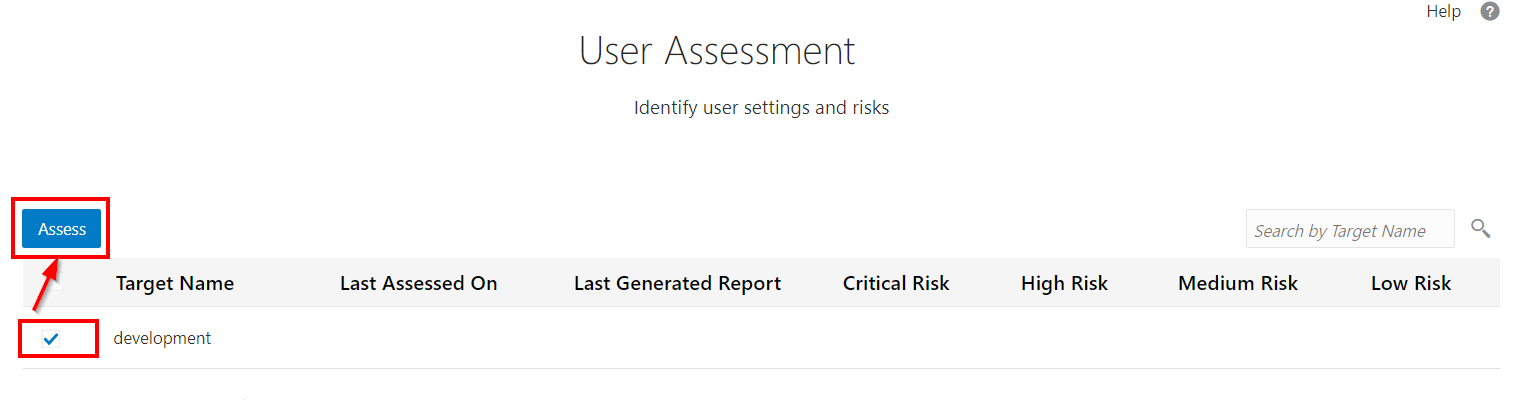 Help
User Assessment
Identify user settings and risks
Assess
Search by Target Name
Target Name Last Assessed On Last Generated Report Critical Risk High Risk Medium Risk Low Risk
development